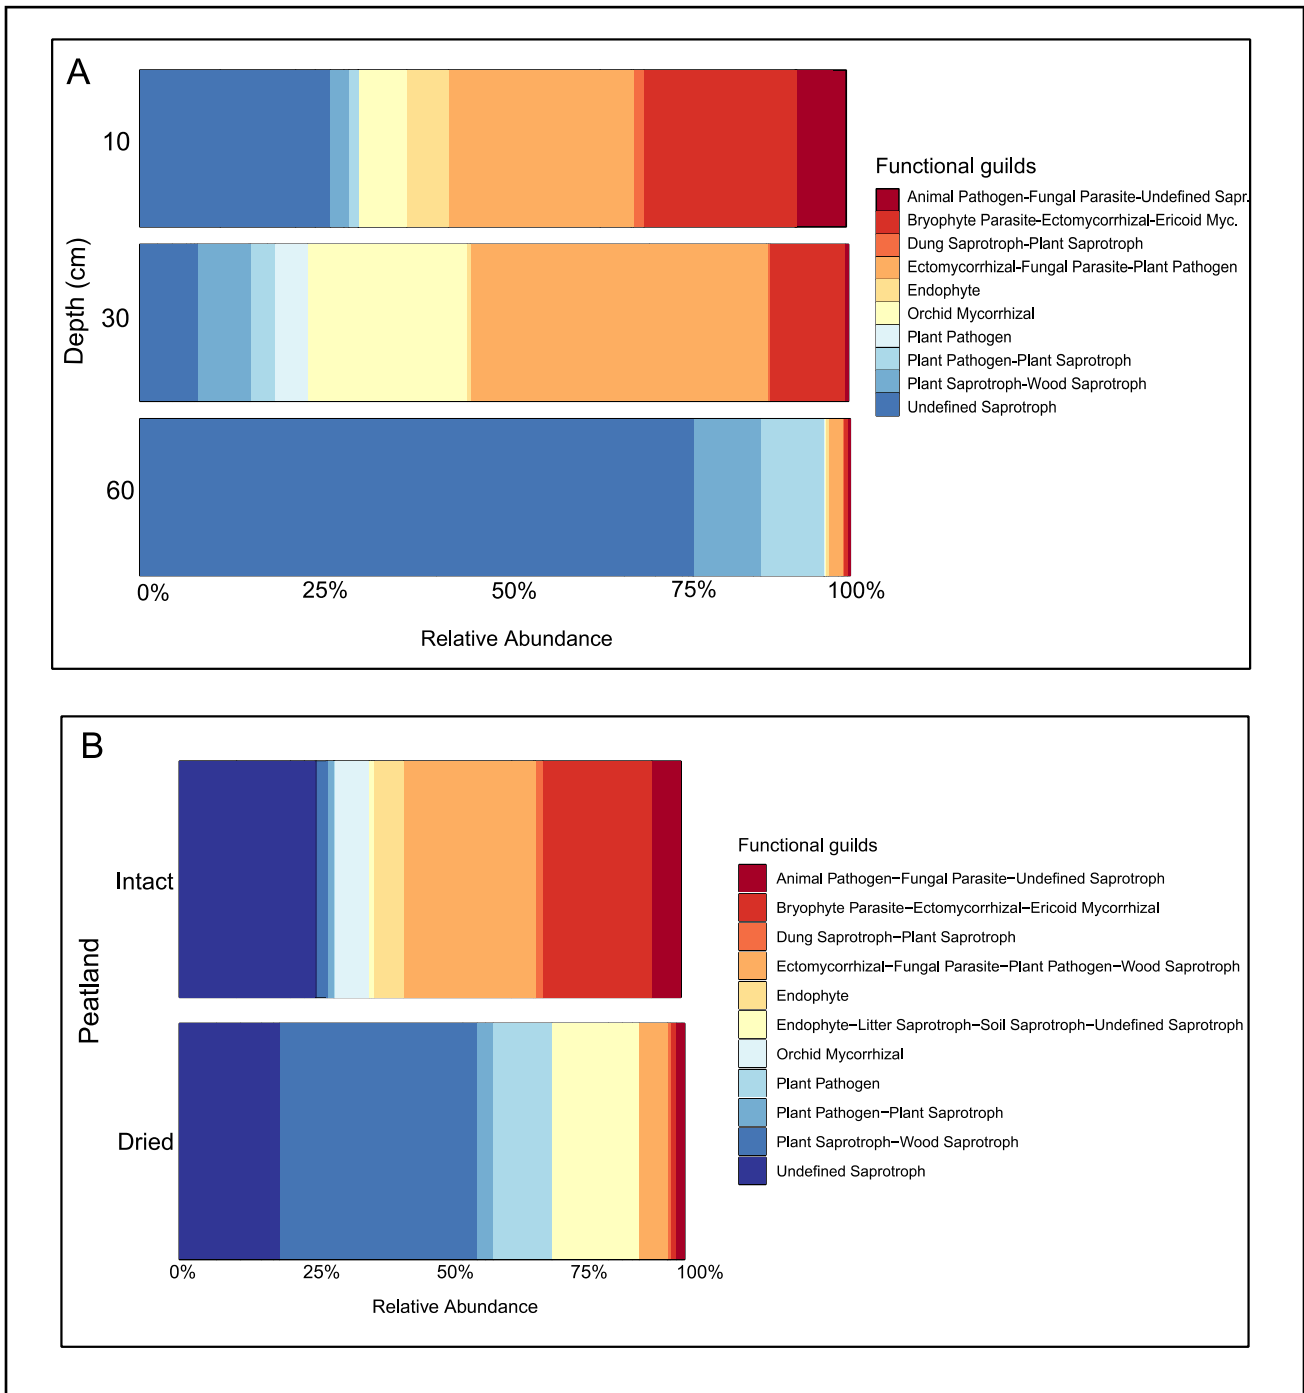 A
10
30
60
Depth (cm)
0% 25% 50% 75% 100%
Relative Abundance
Functional guilds
Animal Pathogen-Fungal Parasite-Undefined Sapr.
Bryophyte Parasite-Ectomycorrhizal-Ericoid Myc.
Dung Saprotroph-Plant Saprotroph
Ectomycorrhizal-Fungal Parasite-Plant Pathogen
Endophyte
Orchid Mycorrhizal
Plant Pathogen
Plant Pathogen-Plant Saprotroph
Plant Saprotroph-Wood Saprotroph
Undefined Saprotroph
B
Intact
Dried
Peatland
0% 25% 50% 75% 100%
Relative Abundance
Functional guilds
Animal Pathogen−Fungal Parasite−Undefined Saprotroph
Bryophyte Parasite−Ectomycorrhizal−Ericoid Mycorrhizal
Dung Saprotroph−Plant Saprotroph
Ectomycorrhizal−Fungal Parasite−Plant Pathogen−Wood Saprotroph
Endophyte
Endophyte−Litter Saprotroph−Soil Saprotroph−Undefined Saprotroph
Orchid Mycorrhizal
Plant Pathogen
Plant Pathogen−Plant Saprotroph
Plant Saprotroph−Wood Saprotroph
Undefined Saprotroph